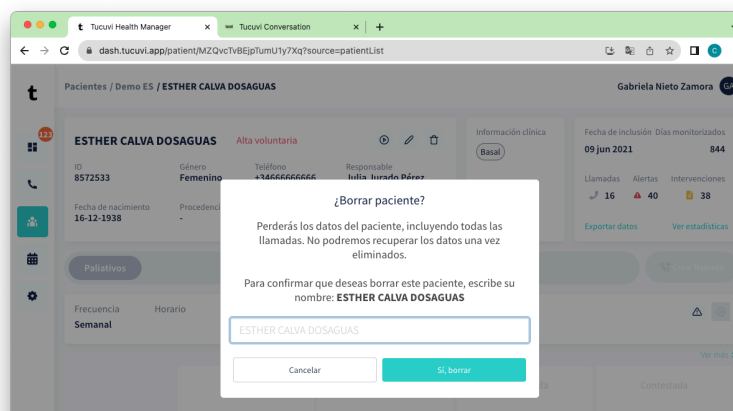 Tucuvi Health Manager
Tucuvi Conversation
dash.tucuvi.app/patient/MZQvcTvBEjpTumU1y7Xq?source=patientList
C
t
Pacientes / Demo ES / ESTHER CALVA DOSAGUAS
Gabriela Nieto Zamora
GA
123
ESTHER CALVA DOSAGUAS
Alta voluntaria
ID
8572533
Género
Femenino
Teléfono
+34666666666
Responsable
Julia Jurado Pérez
Fecha de nacimiento
16-12-1938
Procedenci
-
Información clínica
Basal
Fecha de inclusión
09 jun 2021
Días monitorizados
844
Llamadas
16
Alertas
40
Intervenciones
38
Exportar datos
Ver estadísticas
Paliativos
Frecuencia
Semanal
Horario
Ver más
Contestada
¿Borrar paciente?
Perderás los datos del paciente, incluyendo todas las
llamadas. No podremos recuperar los datos una vez
eliminados.
Para confirmar que deseas borrar este paciente, escribe su
nombre: ESTHER CALVA DOSAGUAS
ESTHER CALVA DOSAGUAS
Cancelar
Sí, borrar